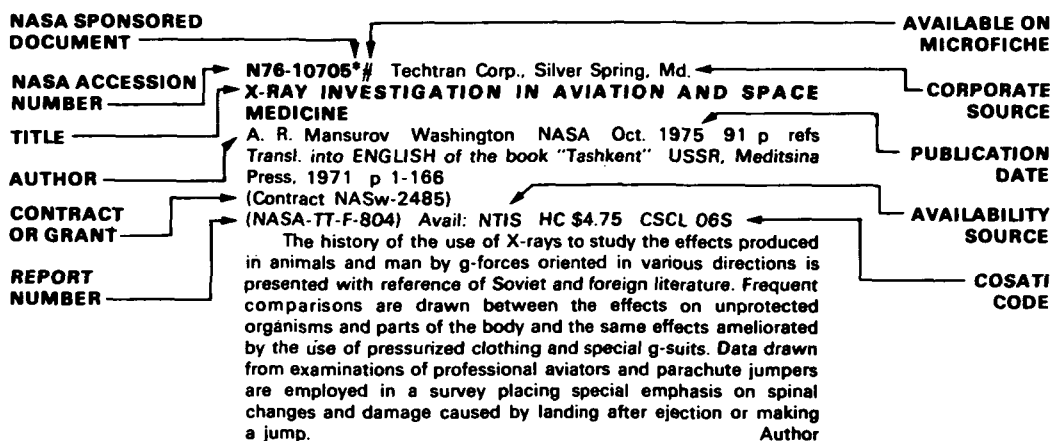 NASA SPONSORED
DOCUMENT
NASA ACCESSION
NUMBER
TITLE
AUTHOR
CONTRACT
OR GRANT
REPORT
NUMBER
N76-10705*# Techtran Corp., Silver Spring, Md.
X-RAY INVESTIGATION IN AVIATION AND SPACE
MEDICINE
A. R. Mansurov Washington NASA Oct. 1975 91 p refs
Transl. into ENGLISH of the book "Tashkent" USSR, Meditsina
Press, 1971 p 1-166
(Contract NASw-2485)
(NASA-TT-F-804) Avail: NTIS HC $4.75 CSCL 06S
The history of the use of X-rays to study the effects produced
in animals and man by g-forces oriented in various directions is
presented with reference of Soviet and foreign literature. Frequent
comparisons are drawn between the effects on unprotected
organisms and parts of the body and the same effects ameliorated
by the use of pressurized clothing and special g-suits. Data drawn
from examinations of professional aviators and parachute jumpers
are employed in a survey placing special emphasis on spinal
changes and damage caused by landing after ejection or making
a jump. Author
AVAILABLE ON
MICROFICHE
CORPORATE
SOURCE
PUBLICATION
DATE
AVAILABILITY
SOURCE
COSATI
CODE